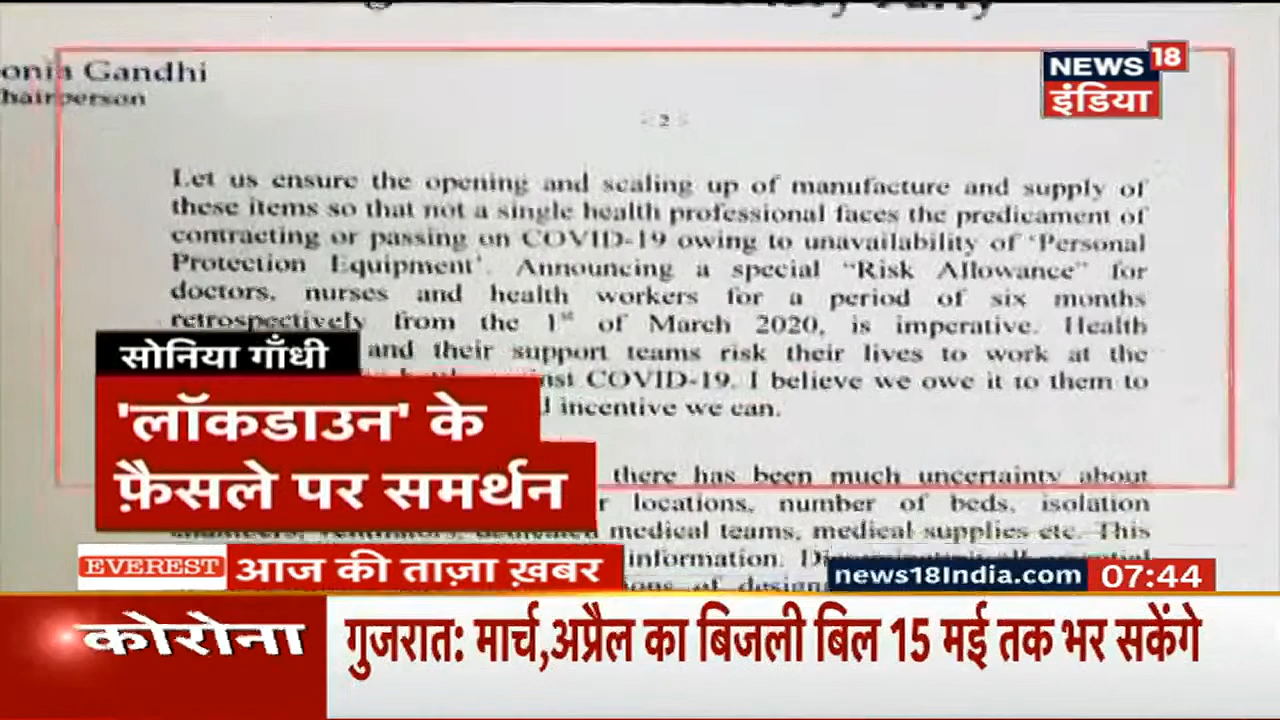 onia Gandhi
hairperson
NEWS 18
इंडिया
- 2 -
Let us ensure the opening and scaling up of manufacture and supply of
these items so that not a single health professional faces the predicament of
contracting or passing on COVID-19 owing to unavailability of 'Personal
Protection Equipment'. Announcing a special "Risk Allowance" for
doctors, nurses and health workers for a period of six months
retrospectively from the 1st of March 2020, is imperative. Health
and their support teams risk their lives to work at the
COVID-19. I believe we owe it to them to
incentive we can.
there has been much uncertainty about
locations, number of beds, isolation
medical teams, medical supplies etc. This
information.
सोनिया गाँधी
'लॉकडाउन' के
फ़ैसले पर समर्थन
EVEREST आज की ताज़ा ख़बर
news18India.com 07:44
कोरोना
गुजरात: मार्च,अप्रैल का बिजली बिल 15 मई तक भर सकेंगे